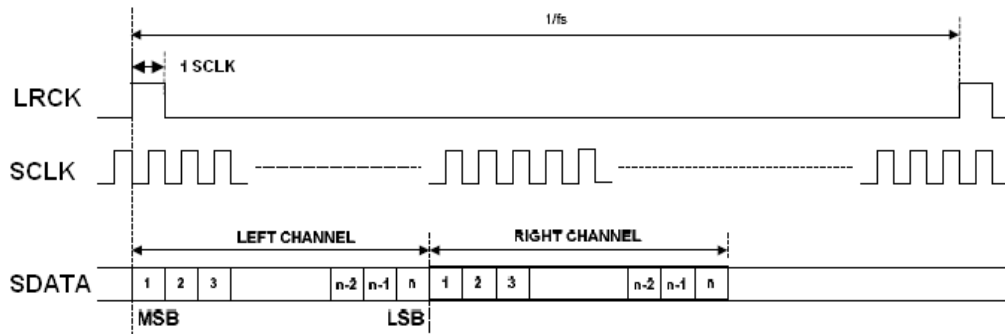 1/fs
1 SCLK
LRCK
SCLK
LEFT CHANNEL
RIGHT CHANNEL
SDATA
1 2 3 n-2 n-1 n 1 2 3 n-2 n-1 n
MSB LSB